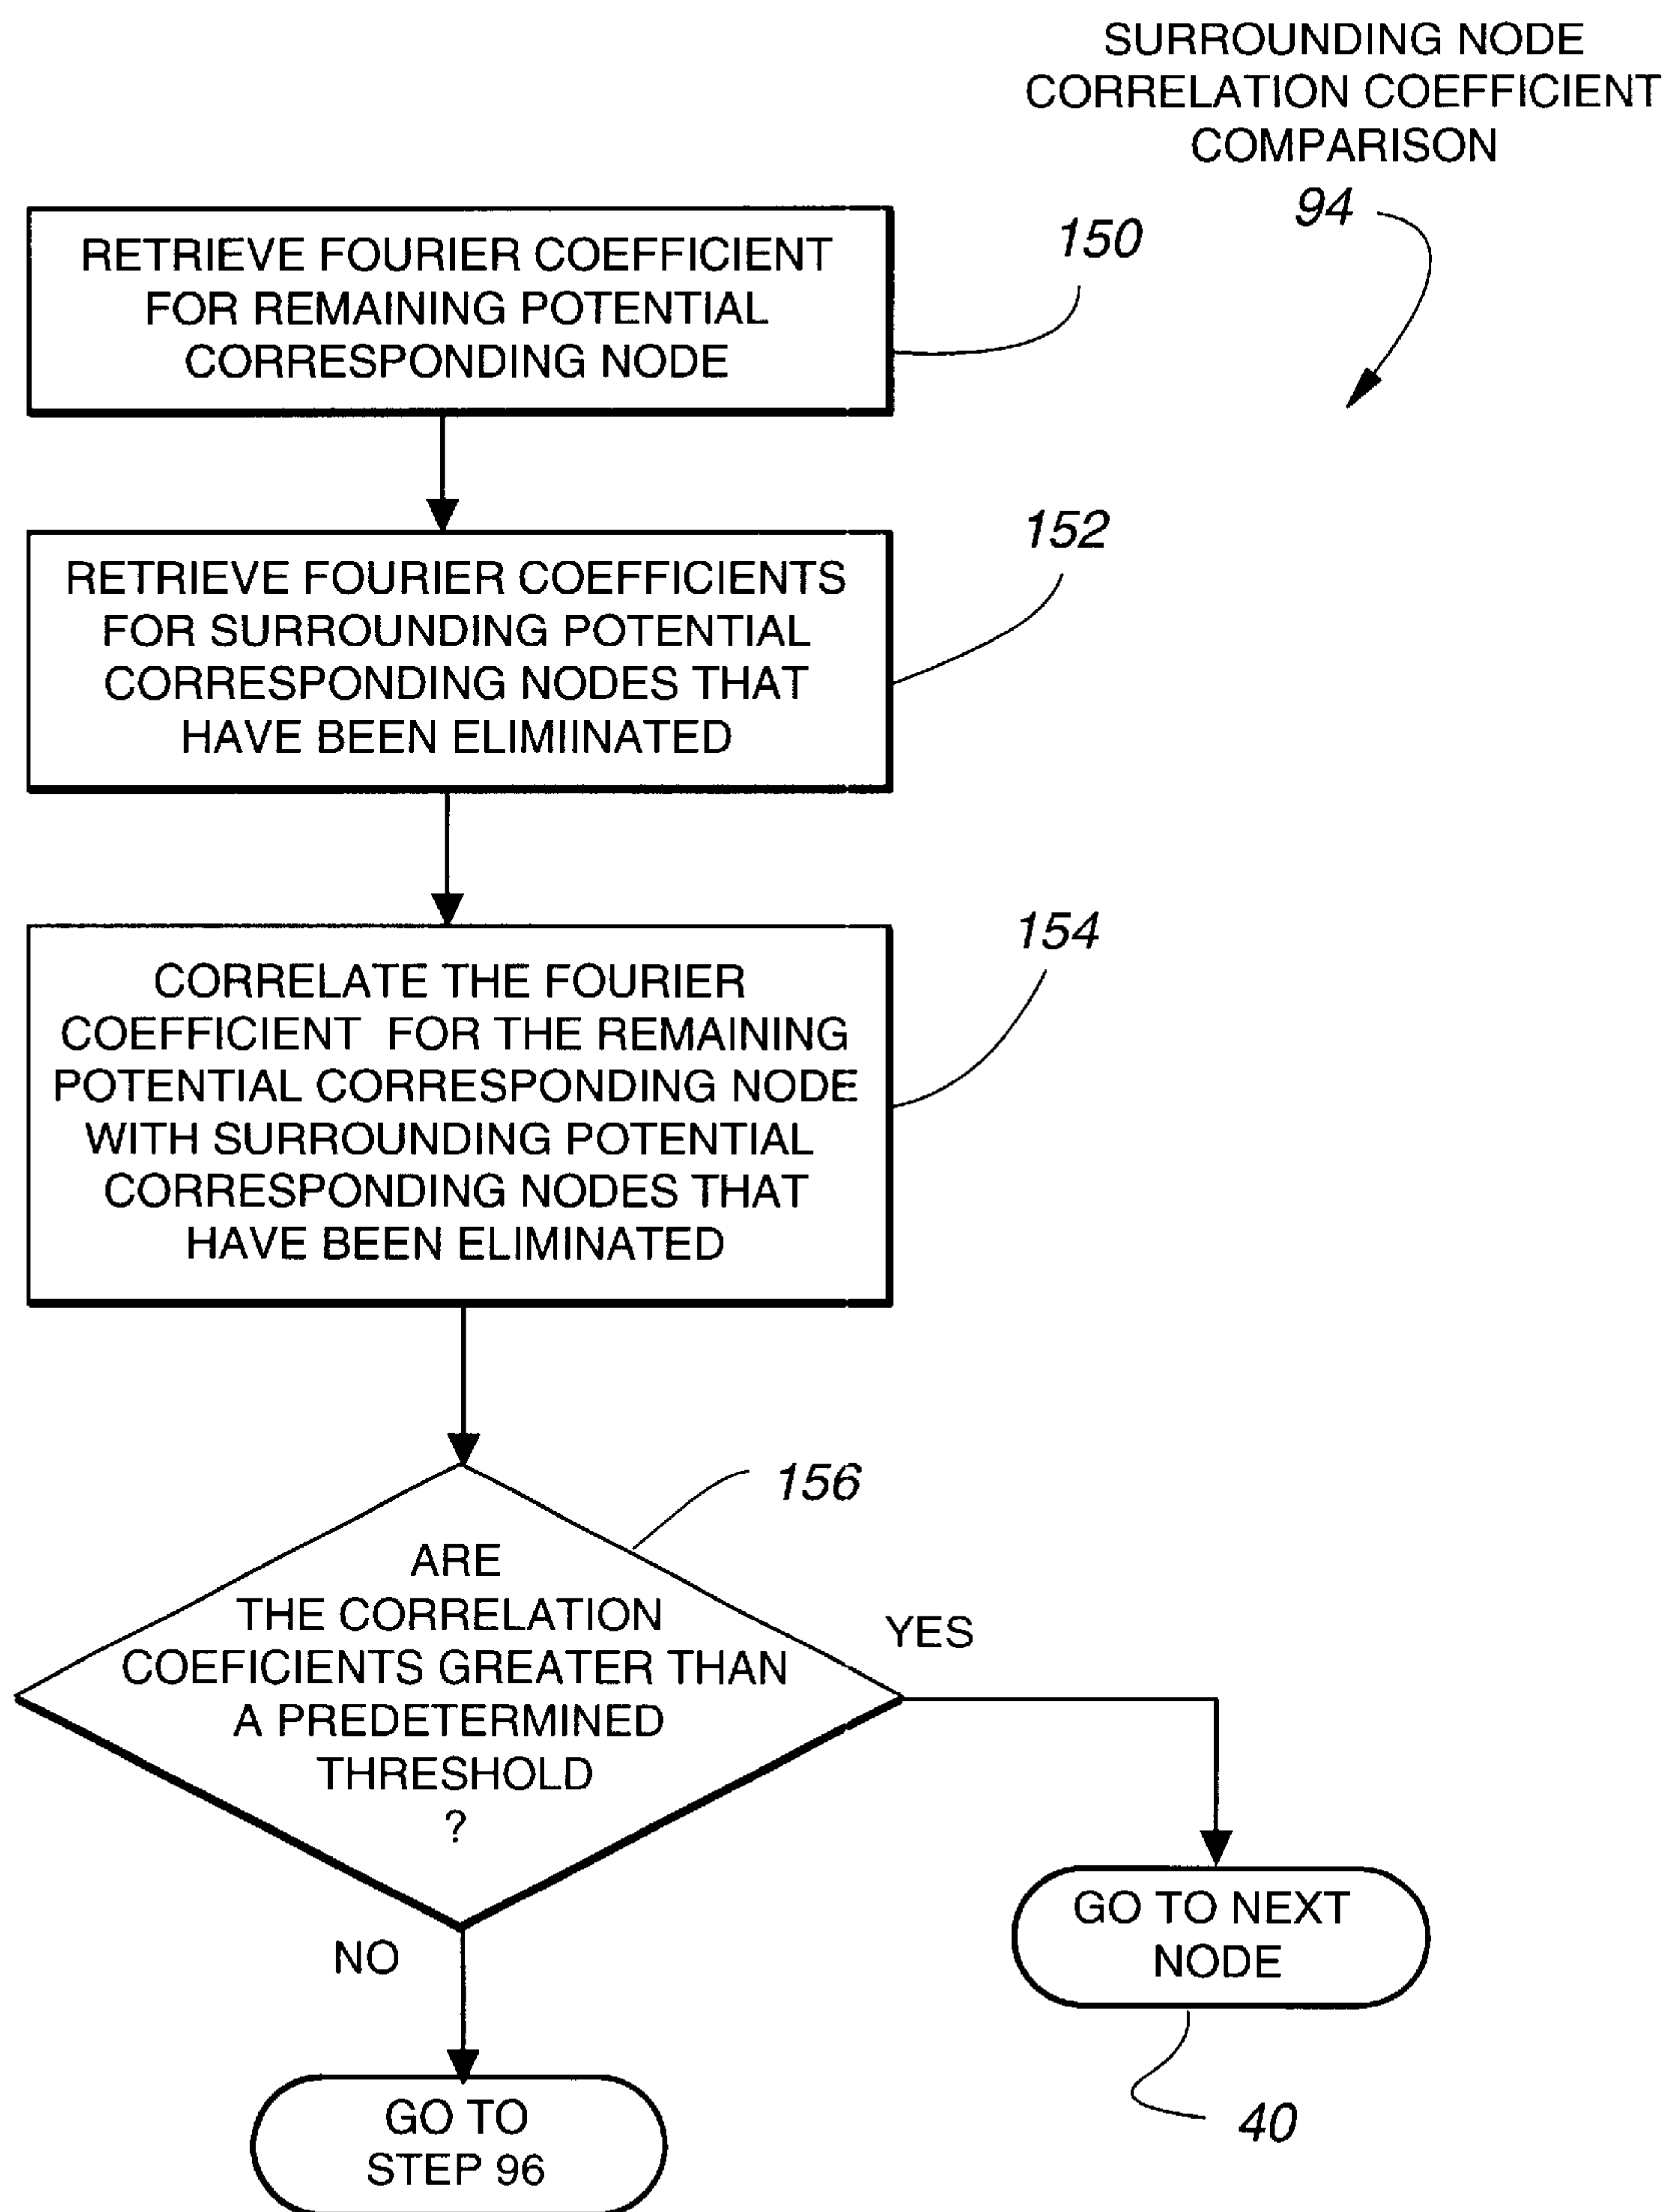 SURROUNDING NODE
CORRELATION COEFFICIENT
COMPARISON
94
RETRIEVE FOURIER COEFFICIENT
FOR REMAINING POTENTIAL
CORRESPONDING NODE
150
RETRIEVE FOURIER COEFFICIENTS
FOR SURROUNDING POTENTIAL
CORRESPONDING NODES THAT
HAVE BEEN ELIMIINATED
152
CORRELATE THE FOURIER
COEFFICIENT FOR THE REMAINING
POTENTIAL CORRESPONDING NODE
WITH SURROUNDING POTENTIAL
CORRESPONDING NODES THAT
HAVE BEEN ELIMINATED
154
ARE
THE CORRELATION
COEFICIENTS GREATER THAN
A PREDETERMINED
THRESHOLD
?
156
YES
GO TO NEXT
NODE
40
NO
GO TO
STEP 96